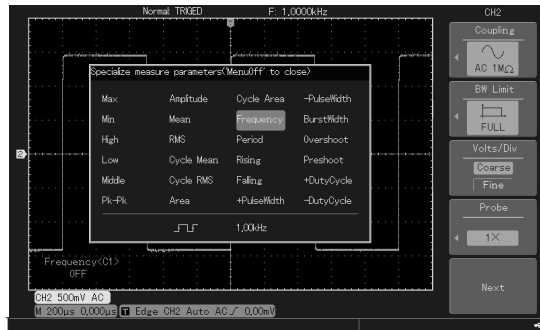 Normal: TRIGED F: 1,0000kHz CH2
Coupling
AC 1MΩ
BW Limit
FULL
Volts/Div
Coarse
Fine
Probe
1X
Next
Specialize measure parameters('MenuOff' to close)
Max Amplitude Cycle Area -PulseWidth
Min Mean Frequency BurstWidth
High RMS Period Overshoot
Low Cycle Mean Rising Preshoot
Middle Cycle RMS Falling +DutyCycle
Pk-Pk Area +PulseWidth -DutyCycle
1,00kHz
2
Frequency<C1>
OFF
CH2 500mV AC
M 200µs 0,000µs T Edge CH2 Auto AC 0,00mV